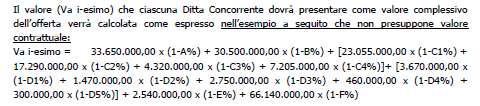 Il valore (Va i-esimo) che ciascuna Ditta Concorrente dovrà presentare come valore complessivo
dell'offerta verrà calcolata come espresso nell'esempio a seguito che non presuppone valore
contrattuale:
Va i-esimo = 33.650.000,00 x (1-A%) + 30.500.000,00 x (1-B%) + [23.055.000,00 x (1-C1%) +
17.290.000,00 x (1-C2%) + 4.320.000,00 x (1-C3%) + 7.205.000,00 x (1-C4%)]+ [3.670.000,00 x
(1-D1%) + 1.470.000,00 x (1-D2%) + 2.750.000,00 x (1-D3%) + 460.000,00 x (1-D4%) +
300.000,00 x (1-D5%)] + 2.540.000,00 x (1-E%) + 66.140.000,00 x (1-F%)